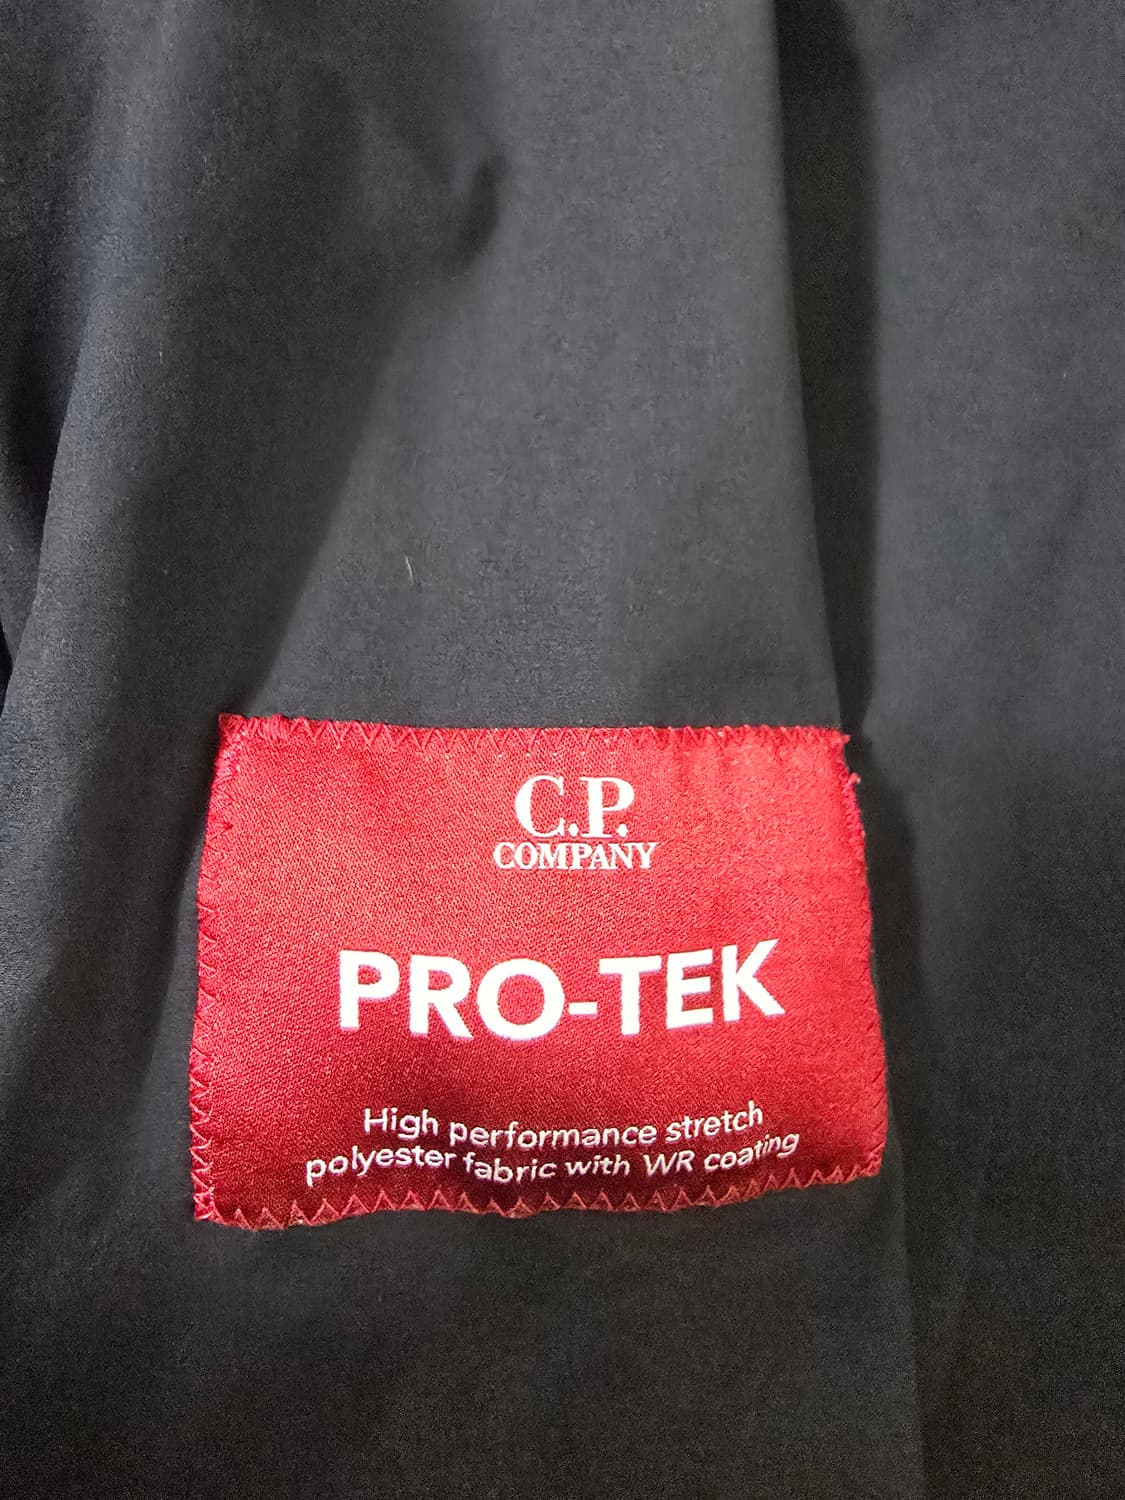 C.P.
COMPANY
PRO-TEK
High performance stretch
polyester fabric with WR coating